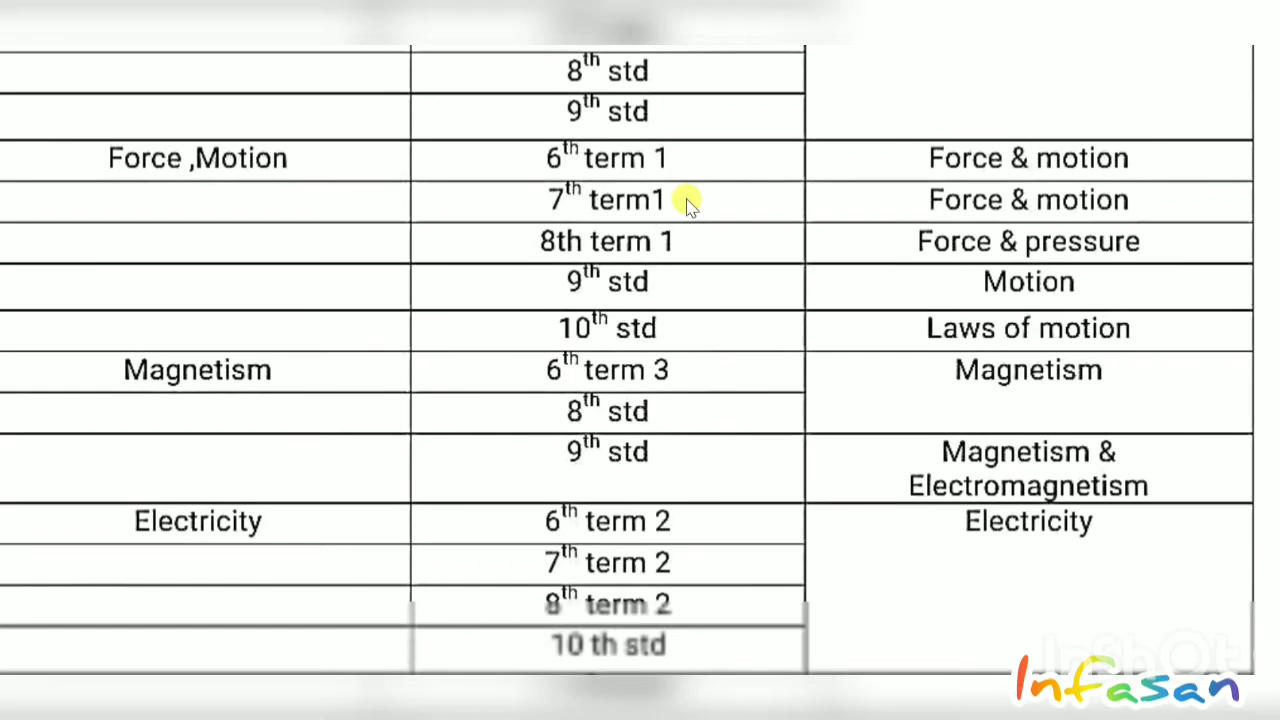 8th std
9th std
Force ,Motion 6th term 1 Force & motion
7th term1 Force & motion
8th term 1 Force & pressure
9th std Motion
10th std Laws of motion
Magnetism 6th term 3 Magnetism
8th std
9th std Magnetism &
Electromagnetism
Electricity 6th term 2 Electricity
7th term 2
8th term 2
10 th std
InShOt
Infasan